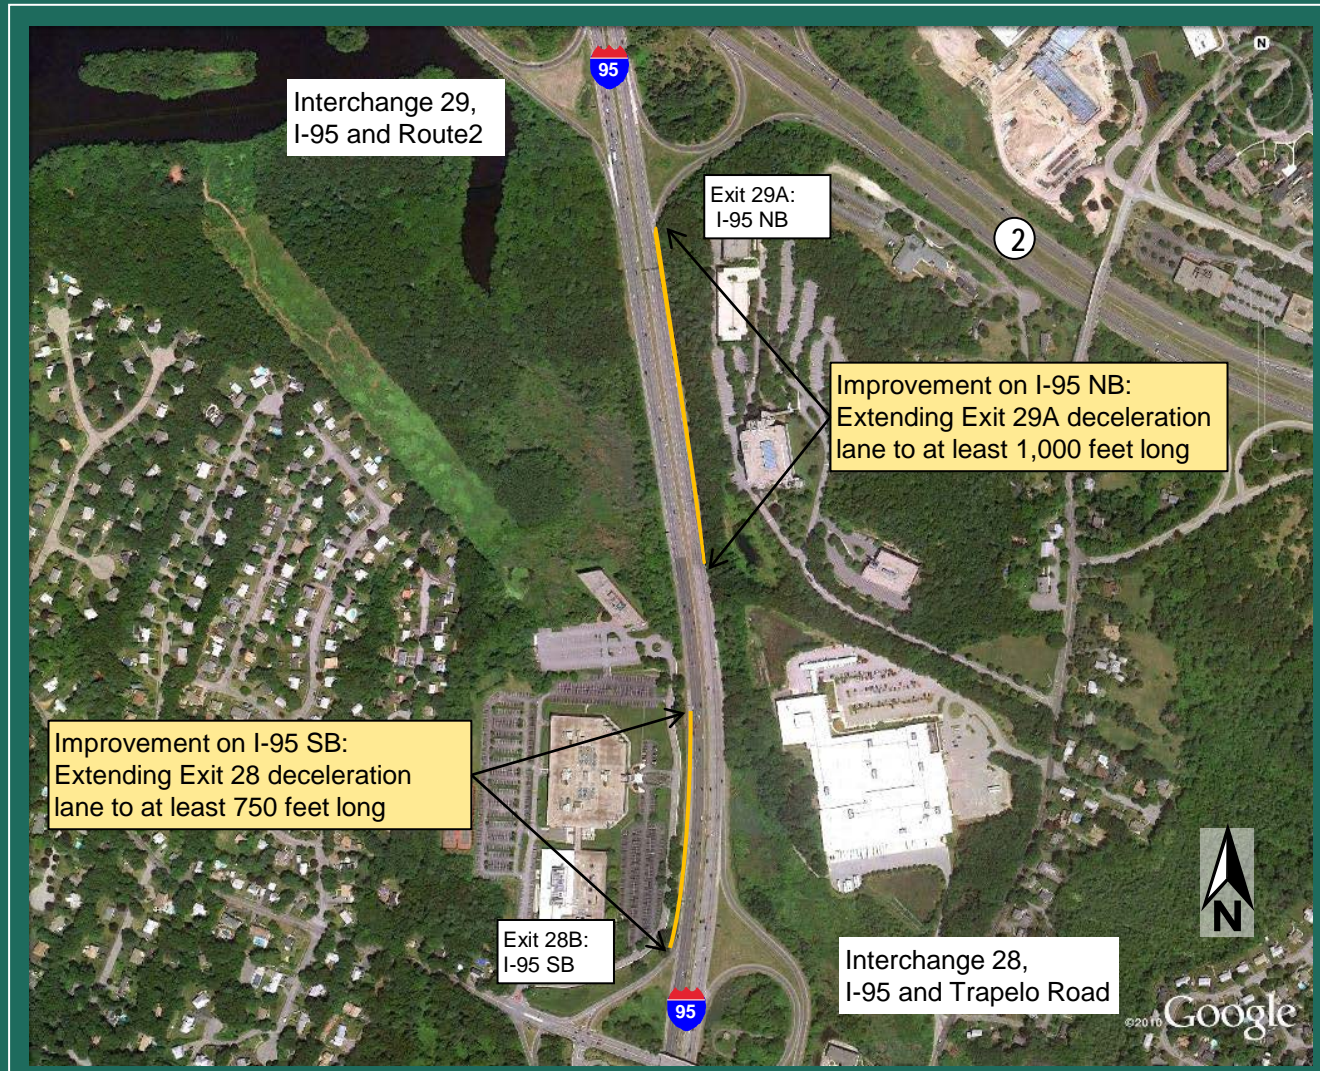 95
N
Interchange 29,
I-95 and Route2
Exit 29A:
I-95 NB
2
Improvement on I-95 NB:
Extending Exit 29A deceleration
lane to at least 1,000 feet long
Improvement on I-95 SB:
Extending Exit 28 deceleration
lane to at least 750 feet long
Exit 28B:
I-95 SB
Interchange 28,
I-95 and Trapelo Road
N
95
©2010 Google